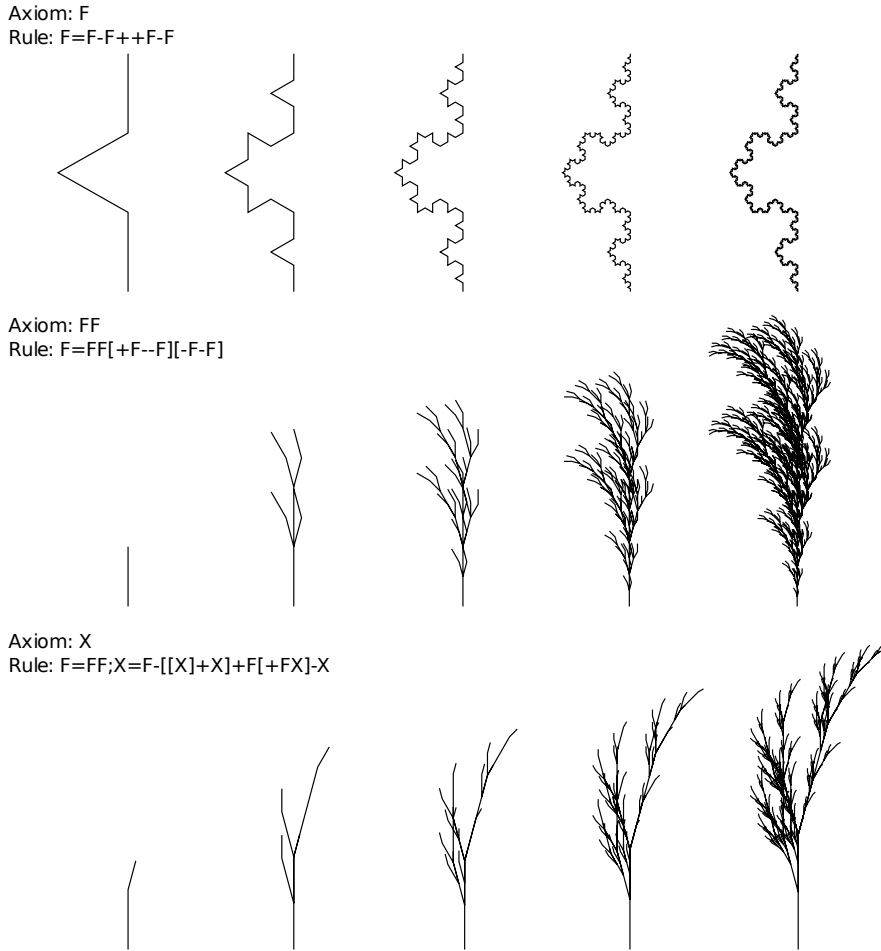 Axiom: F
Rule: F=F-F++F-F
Axiom: FF
Rule: F=FF[+F--F][-F-F]
Axiom: X
Rule: F=FF;X=F-[[X]+X]+F[+FX]-X